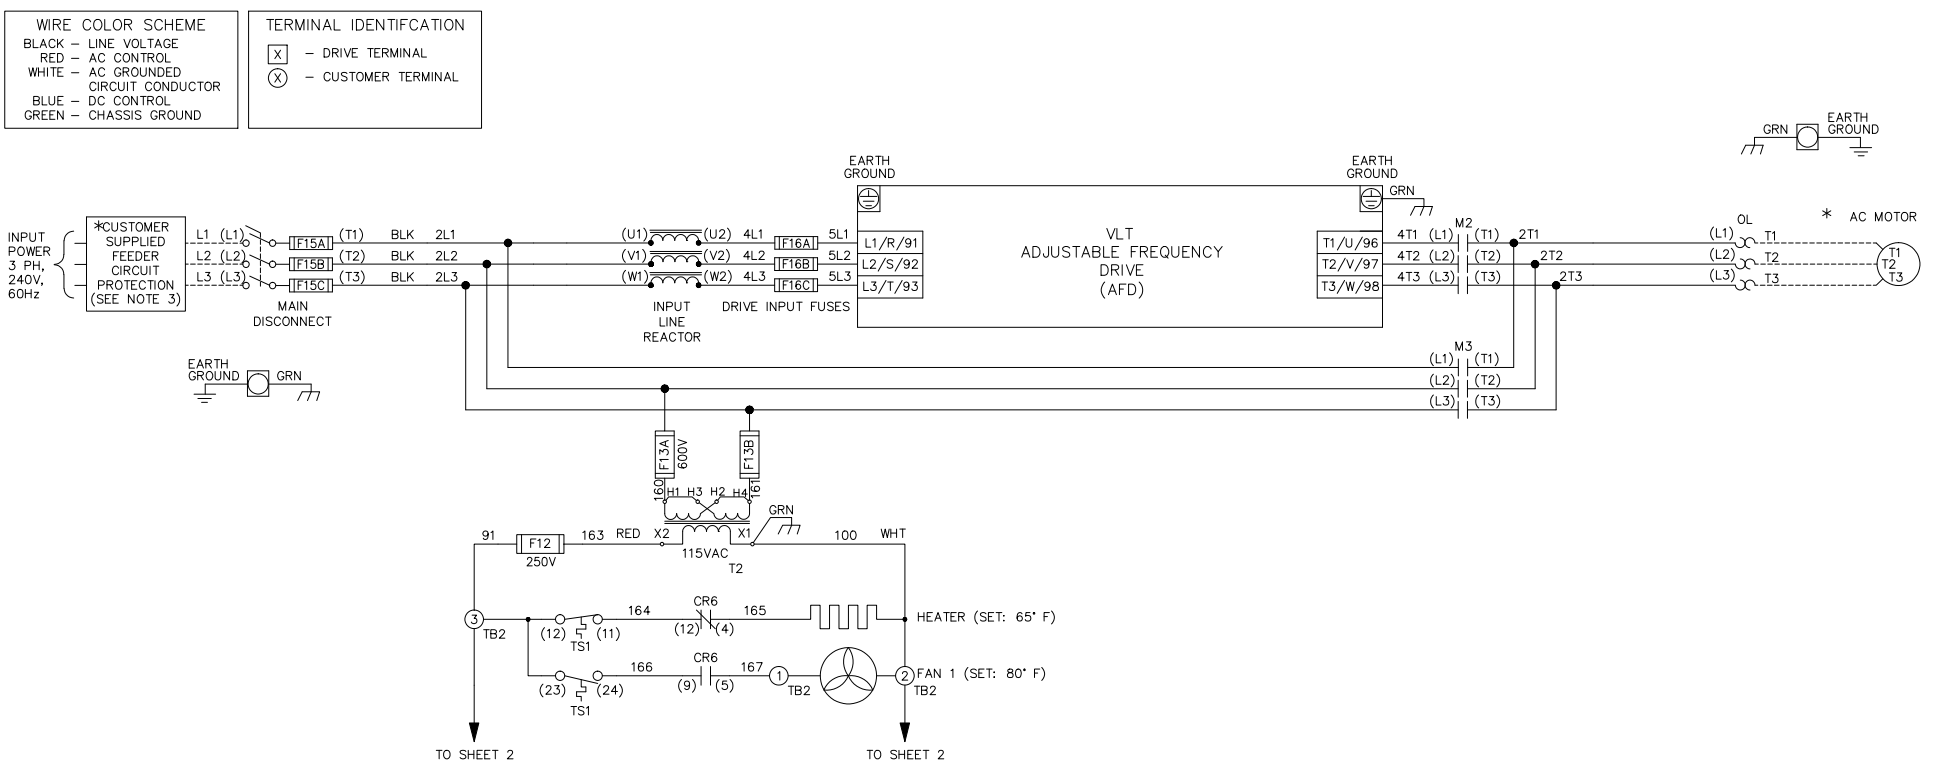 WIRE COLOR SCHEME
BLACK – LINE VOLTAGE
RED – AC CONTROL
WHITE – AC GROUNDED
CIRCUIT CONDUCTOR
BLUE – DC CONTROL
GREEN – CHASSIS GROUND
TERMINAL IDENTIFCATION
X – DRIVE TERMINAL
X – CUSTOMER TERMINAL
GRN
EARTH
GROUND
EARTH
GROUND
EARTH
GROUND
GRN
INPUT
POWER
3 PH,
240V,
60Hz
*CUSTOMER
SUPPLIED
FEEDER
CIRCUIT
PROTECTION
(SEE NOTE 3)
L1 (L1) F15A (T1) BLK 2L1 (U1) (U2) 4L1 F16A 5L1 L1/R/91
L2 (L2) F15B (T2) BLK 2L2 (V1) (V2) 4L2 F16B 5L2 L2/S/92
L3 (L3) F15C (T3) BLK 2L3 (W1) (W2) 4L3 F16C 5L3 L3/T/93
MAIN
DISCONNECT
INPUT
LINE
REACTOR
DRIVE INPUT FUSES
VLT
ADJUSTABLE FREQUENCY
DRIVE
(AFD)
M2
T1/U/96 4T1 (L1) (T1) 2T1
T2/V/97 4T2 (L2) (T2) 2T2
T3/W/98 4T3 (L3) (T3) 2T3
OL
* AC MOTOR
(L1) T1
(L2) T2
(L3) T3
T1
T2
T3
M3
(L1) (T1)
(L2) (T2)
(L3) (T3)
EARTH
GROUND GRN
F13A
600V
F13B
160
161
H1 H3 H2 H4
GRN
91 F12 163 RED X2 X1 100 WHT
250V
115VAC
T2
3
TB2
164 CR6 165
(12) (11) (12) (4)
TS1
HEATER (SET: 65° F)
166 CR6 167 1 2
(23) (24) (9) (5) TB2 TB2
TS1
FAN 1 (SET: 80° F)
TO SHEET 2
TO SHEET 2